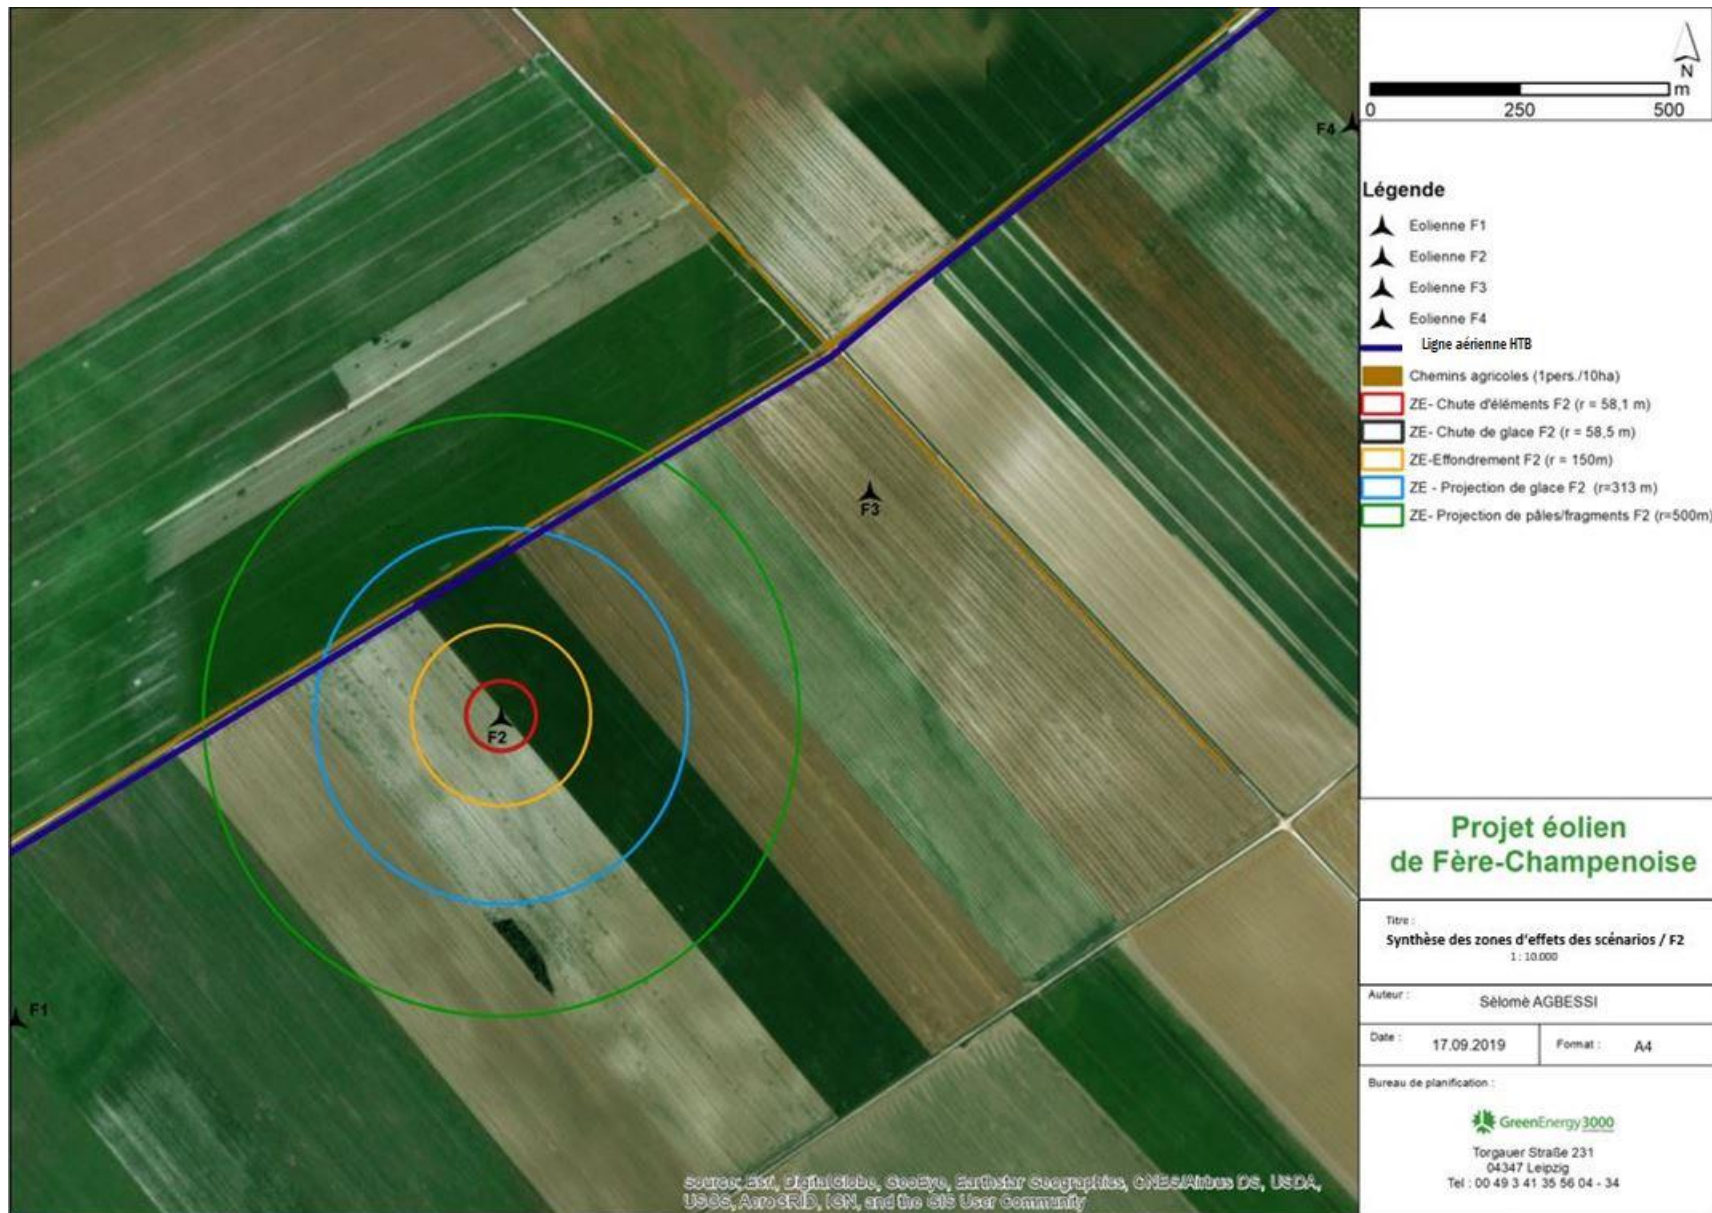 N
m
0 250 500
F4
F3
F2
F1
Légende
Eolienne F1
Eolienne F2
Eolienne F3
Eolienne F4
Ligne aérienne HTB
Chemins agricoles (1pers./10ha)
ZE- Chute d'éléments F2 (r = 58,1 m)
ZE- Chute de glace F2 (r = 58,5 m)
ZE-Effondrement F2 (r = 150m)
ZE - Projection de glace F2 (r=313 m)
ZE- Projection de pâles/fragments F2 (r=500m)
Projet éolien
de Fère-Champenoise
Titre :
Synthèse des zones d'effets des scénarios / F2
1 : 10.000
Auteur :
Sèlomè AGBESSI
Date :
17.09.2019
Format :
A4
Bureau de planification :
GreenEnergy 3000
Torgauer Straße 231
04347 Leipzig
Tel : 00 49 3 41 35 56 04 - 34
Source: Esri, DigitalGlobe, GeoEye, Earthstar Geographics, CNES/Airbus DS, USDA,
USGS, AeroGRID, IGN, and the GIS User Community